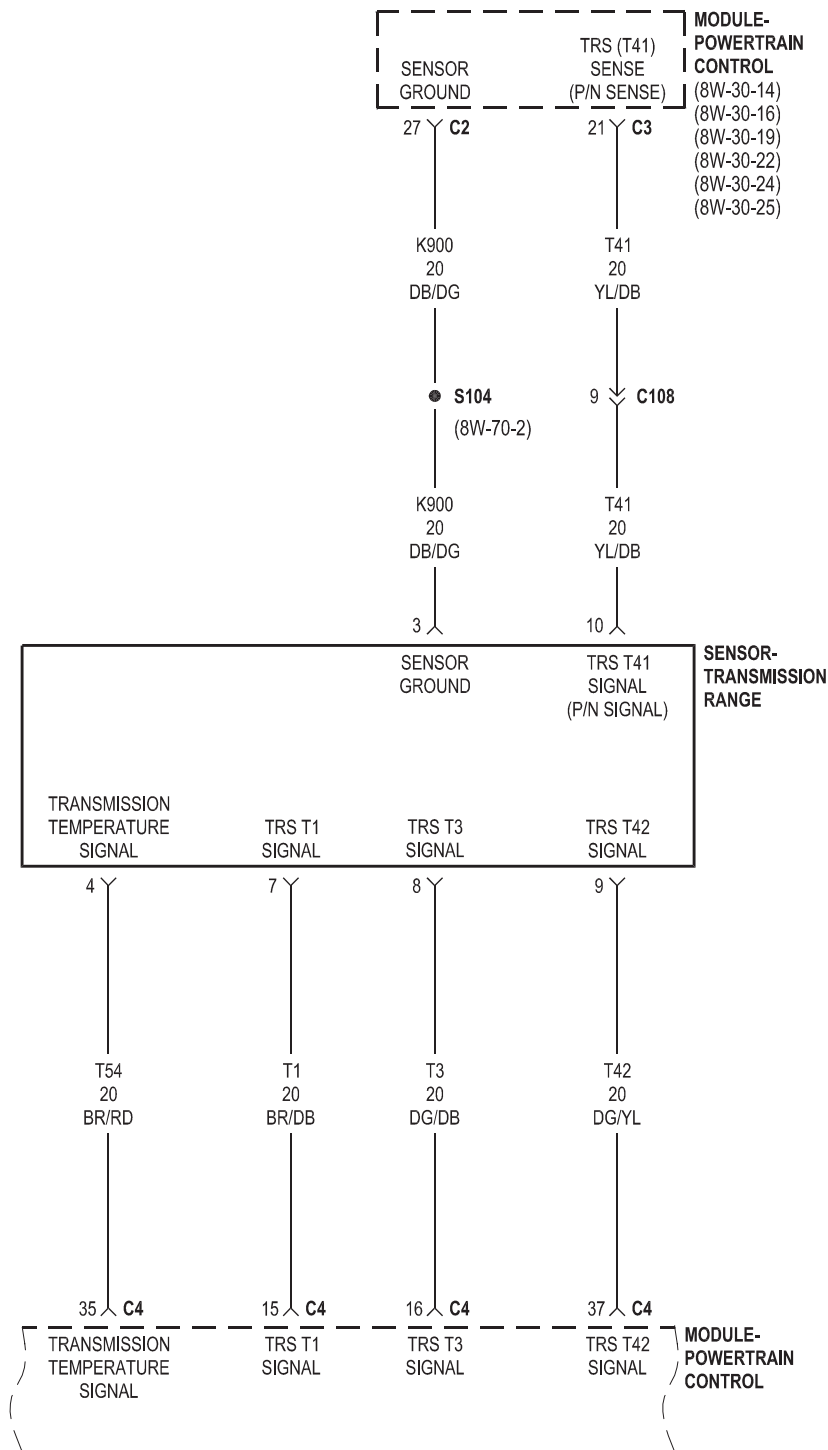 MODULE-
POWERTRAIN
CONTROL
(8W-30-14)
(8W-30-16)
(8W-30-19)
(8W-30-22)
(8W-30-24)
(8W-30-25)
SENSOR
GROUND
TRS (T41)
SENSE
(P/N SENSE)
27 C2
21 C3
K900
20
DB/DG
T41
20
YL/DB
S104
(8W-70-2)
9 C108
K900
20
DB/DG
T41
20
YL/DB
3
10
SENSOR
GROUND
TRS T41
SIGNAL
(P/N SIGNAL)
SENSOR-
TRANSMISSION
RANGE
TRANSMISSION
TEMPERATURE
SIGNAL
TRS T1
SIGNAL
TRS T3
SIGNAL
TRS T42
SIGNAL
4
7
8
9
T54
20
BR/RD
T1
20
BR/DB
T3
20
DG/DB
T42
20
DG/YL
35 C4
15 C4
16 C4
37 C4
TRANSMISSION
TEMPERATURE
SIGNAL
TRS T1
SIGNAL
TRS T3
SIGNAL
TRS T42
SIGNAL
MODULE-
POWERTRAIN
CONTROL